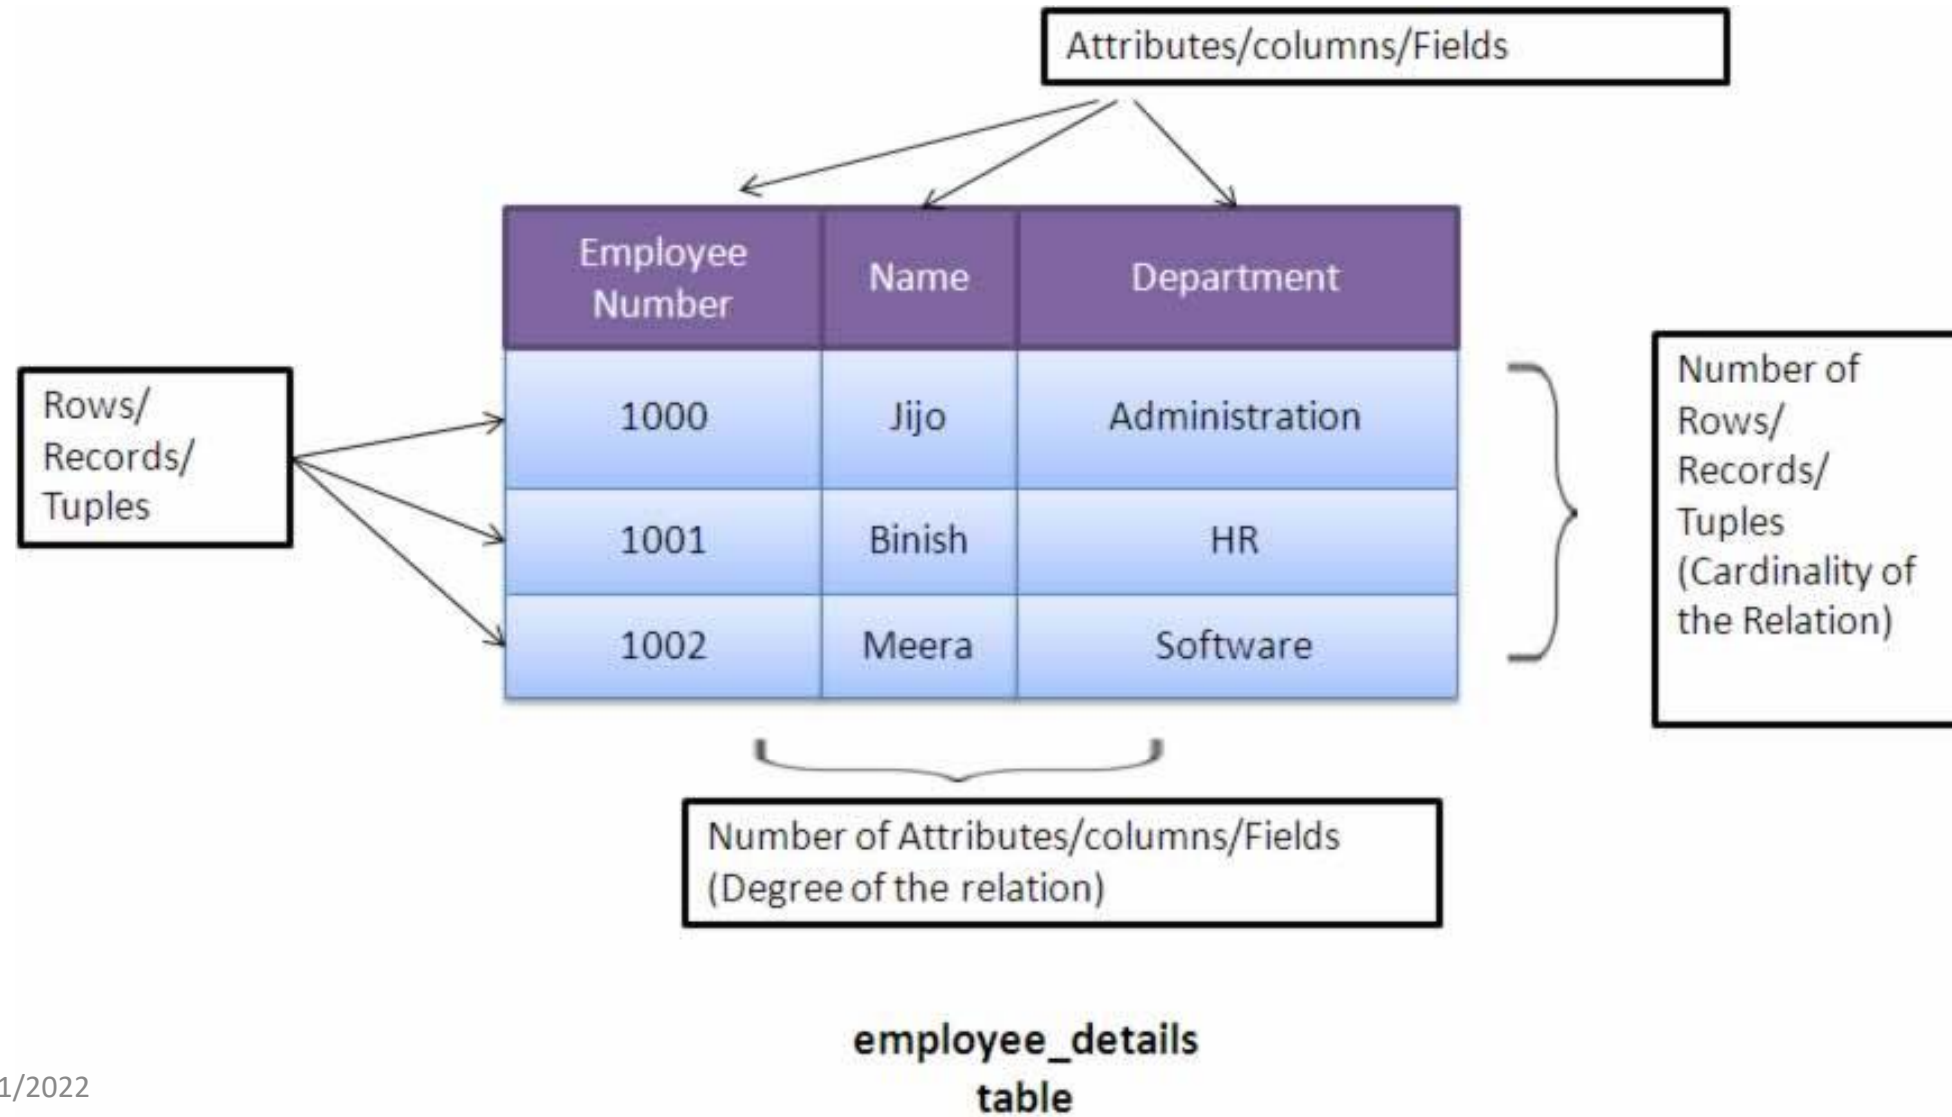 Attributes/columns/Fields
Employee
Number
Name
Department
Rows/
Records/
Tuples
1000
Jijo
Administration
1001
Binish
HR
1002
Meera
Software
Number of
Rows/
Records/
Tuples
(Cardinality of
the Relation)
Number of Attributes/columns/Fields
(Degree of the relation)
employee_details
table
1/2022